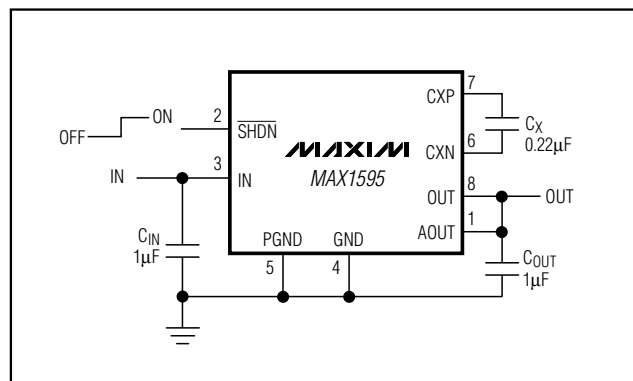 7
CXP
ON
2
OFF
SHDN
CX
0.22µF
MAXIM
6
CXN
3
IN
IN
MAX1595
8
OUT
OUT
1
AOUT
CIN
1µF
PGND
GND
5
4
COUT
1µF